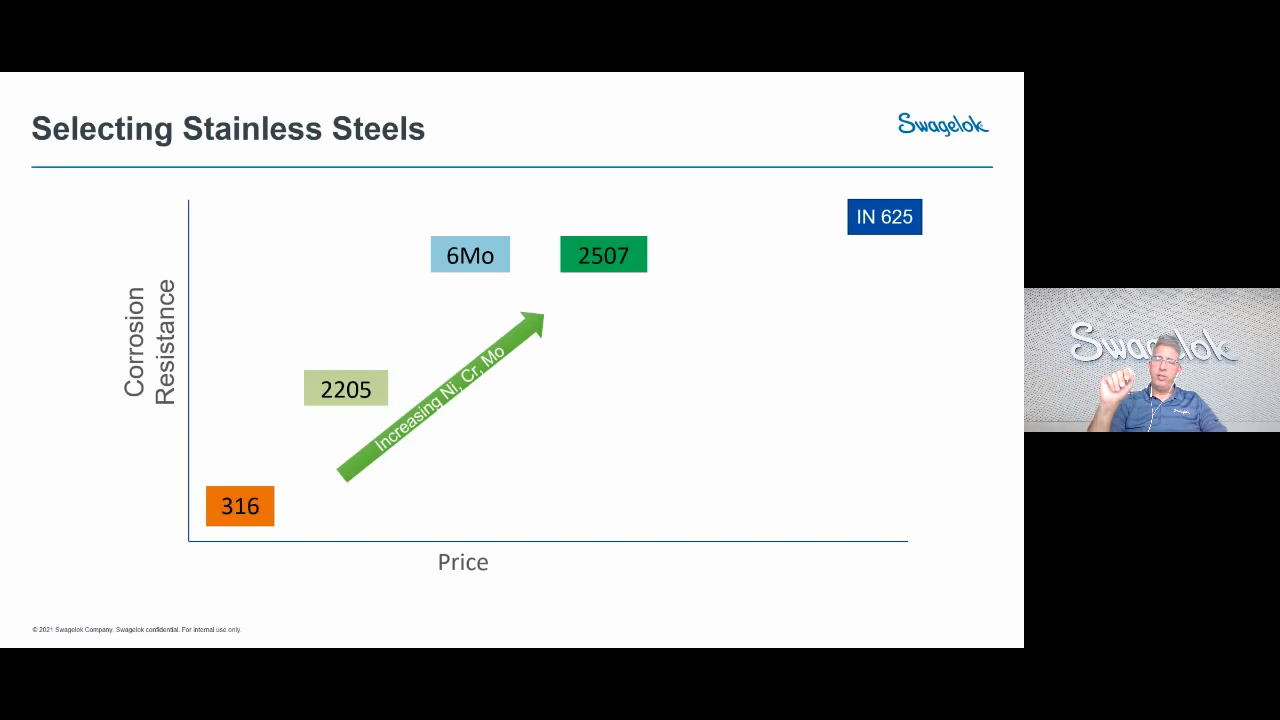 Selecting Stainless Steels
Swagelok
IN 625
6Mo
2507
Corrosion
Resistance
Increasing Ni, Cr, Mo
2205
316
Price
© 2021 Swagelok Company. Swagelok confidential. For internal use only.
Swagelok